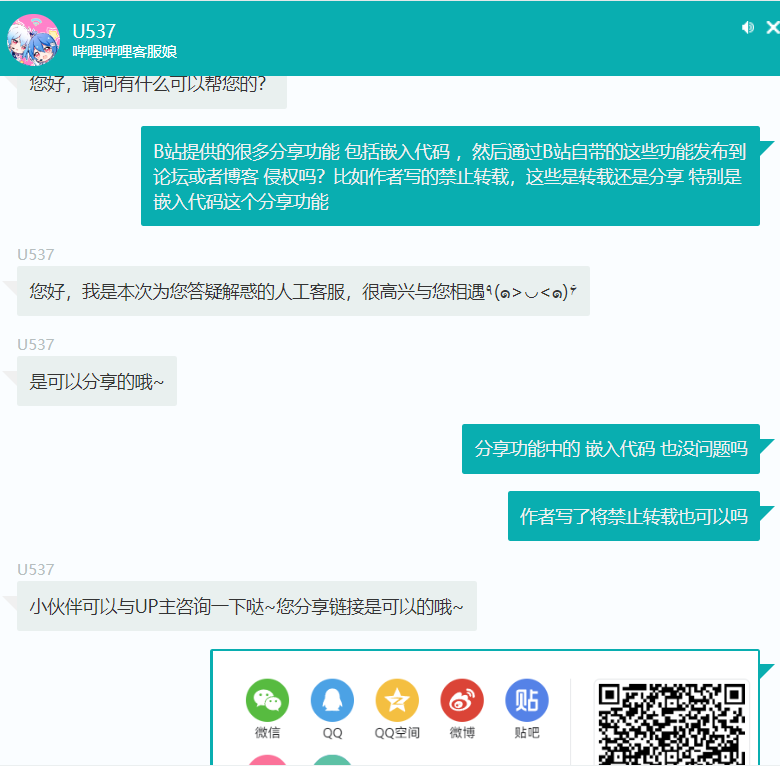 U537
哔哩哔哩客服娘
您好，请问有什么可以帮您的？
B站提供的很多分享功能 包括嵌入代码 ，然后通过B站自带的这些功能发布到
论坛或者博客 侵权吗？比如作者写的禁止转载，这些是转载还是分享 特别是
嵌入代码这个分享功能
U537
您好，我是本次为您答疑解惑的人工客服，很高兴与您相遇٩(๑>◡<๑)۶
U537
是可以分享的哦~
分享功能中的 嵌入代码 也没问题吗
作者写了将禁止转载也可以吗
U537
小伙伴可以与UP主咨询一下哒~您分享链接是可以的哦~
贴
微信 QQ QQ空间 微博 贴吧